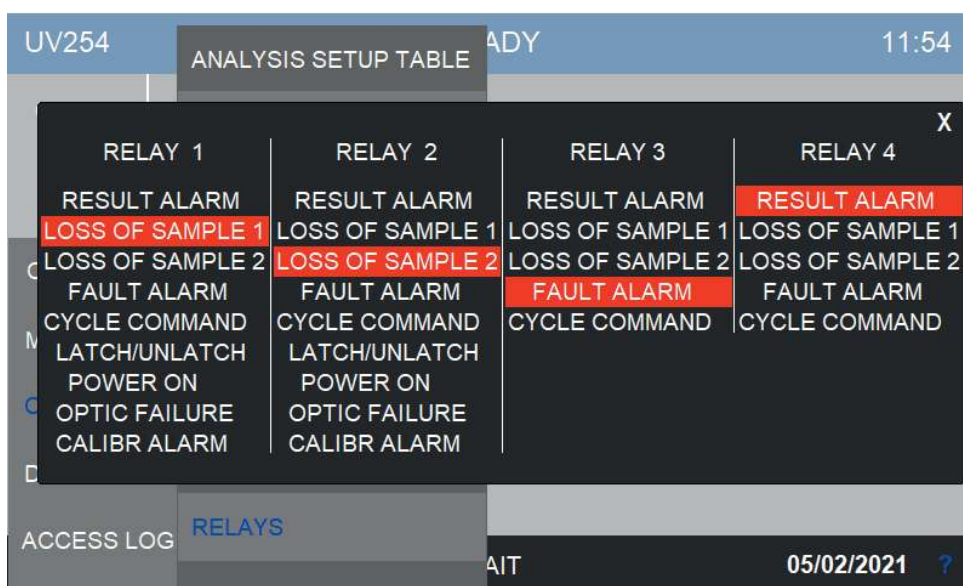 UV254
ANALYSIS SETUP TABLE
ADY
11:54
X
RELAY 1
RESULT ALARM
LOSS OF SAMPLE 1
LOSS OF SAMPLE 2
FAULT ALARM
CYCLE COMMAND
LATCH/UNLATCH
POWER ON
OPTIC FAILURE
CALIBR ALARM
RELAY 2
RESULT ALARM
LOSS OF SAMPLE 1
LOSS OF SAMPLE 2
FAULT ALARM
CYCLE COMMAND
LATCH/UNLATCH
POWER ON
OPTIC FAILURE
CALIBR ALARM
RELAY 3
RESULT ALARM
LOSS OF SAMPLE 1
LOSS OF SAMPLE 2
FAULT ALARM
CYCLE COMMAND
RELAY 4
RESULT ALARM
LOSS OF SAMPLE 1
LOSS OF SAMPLE 2
FAULT ALARM
CYCLE COMMAND
RELAYS
ACCESS LOG
AIT
05/02/2021 ?